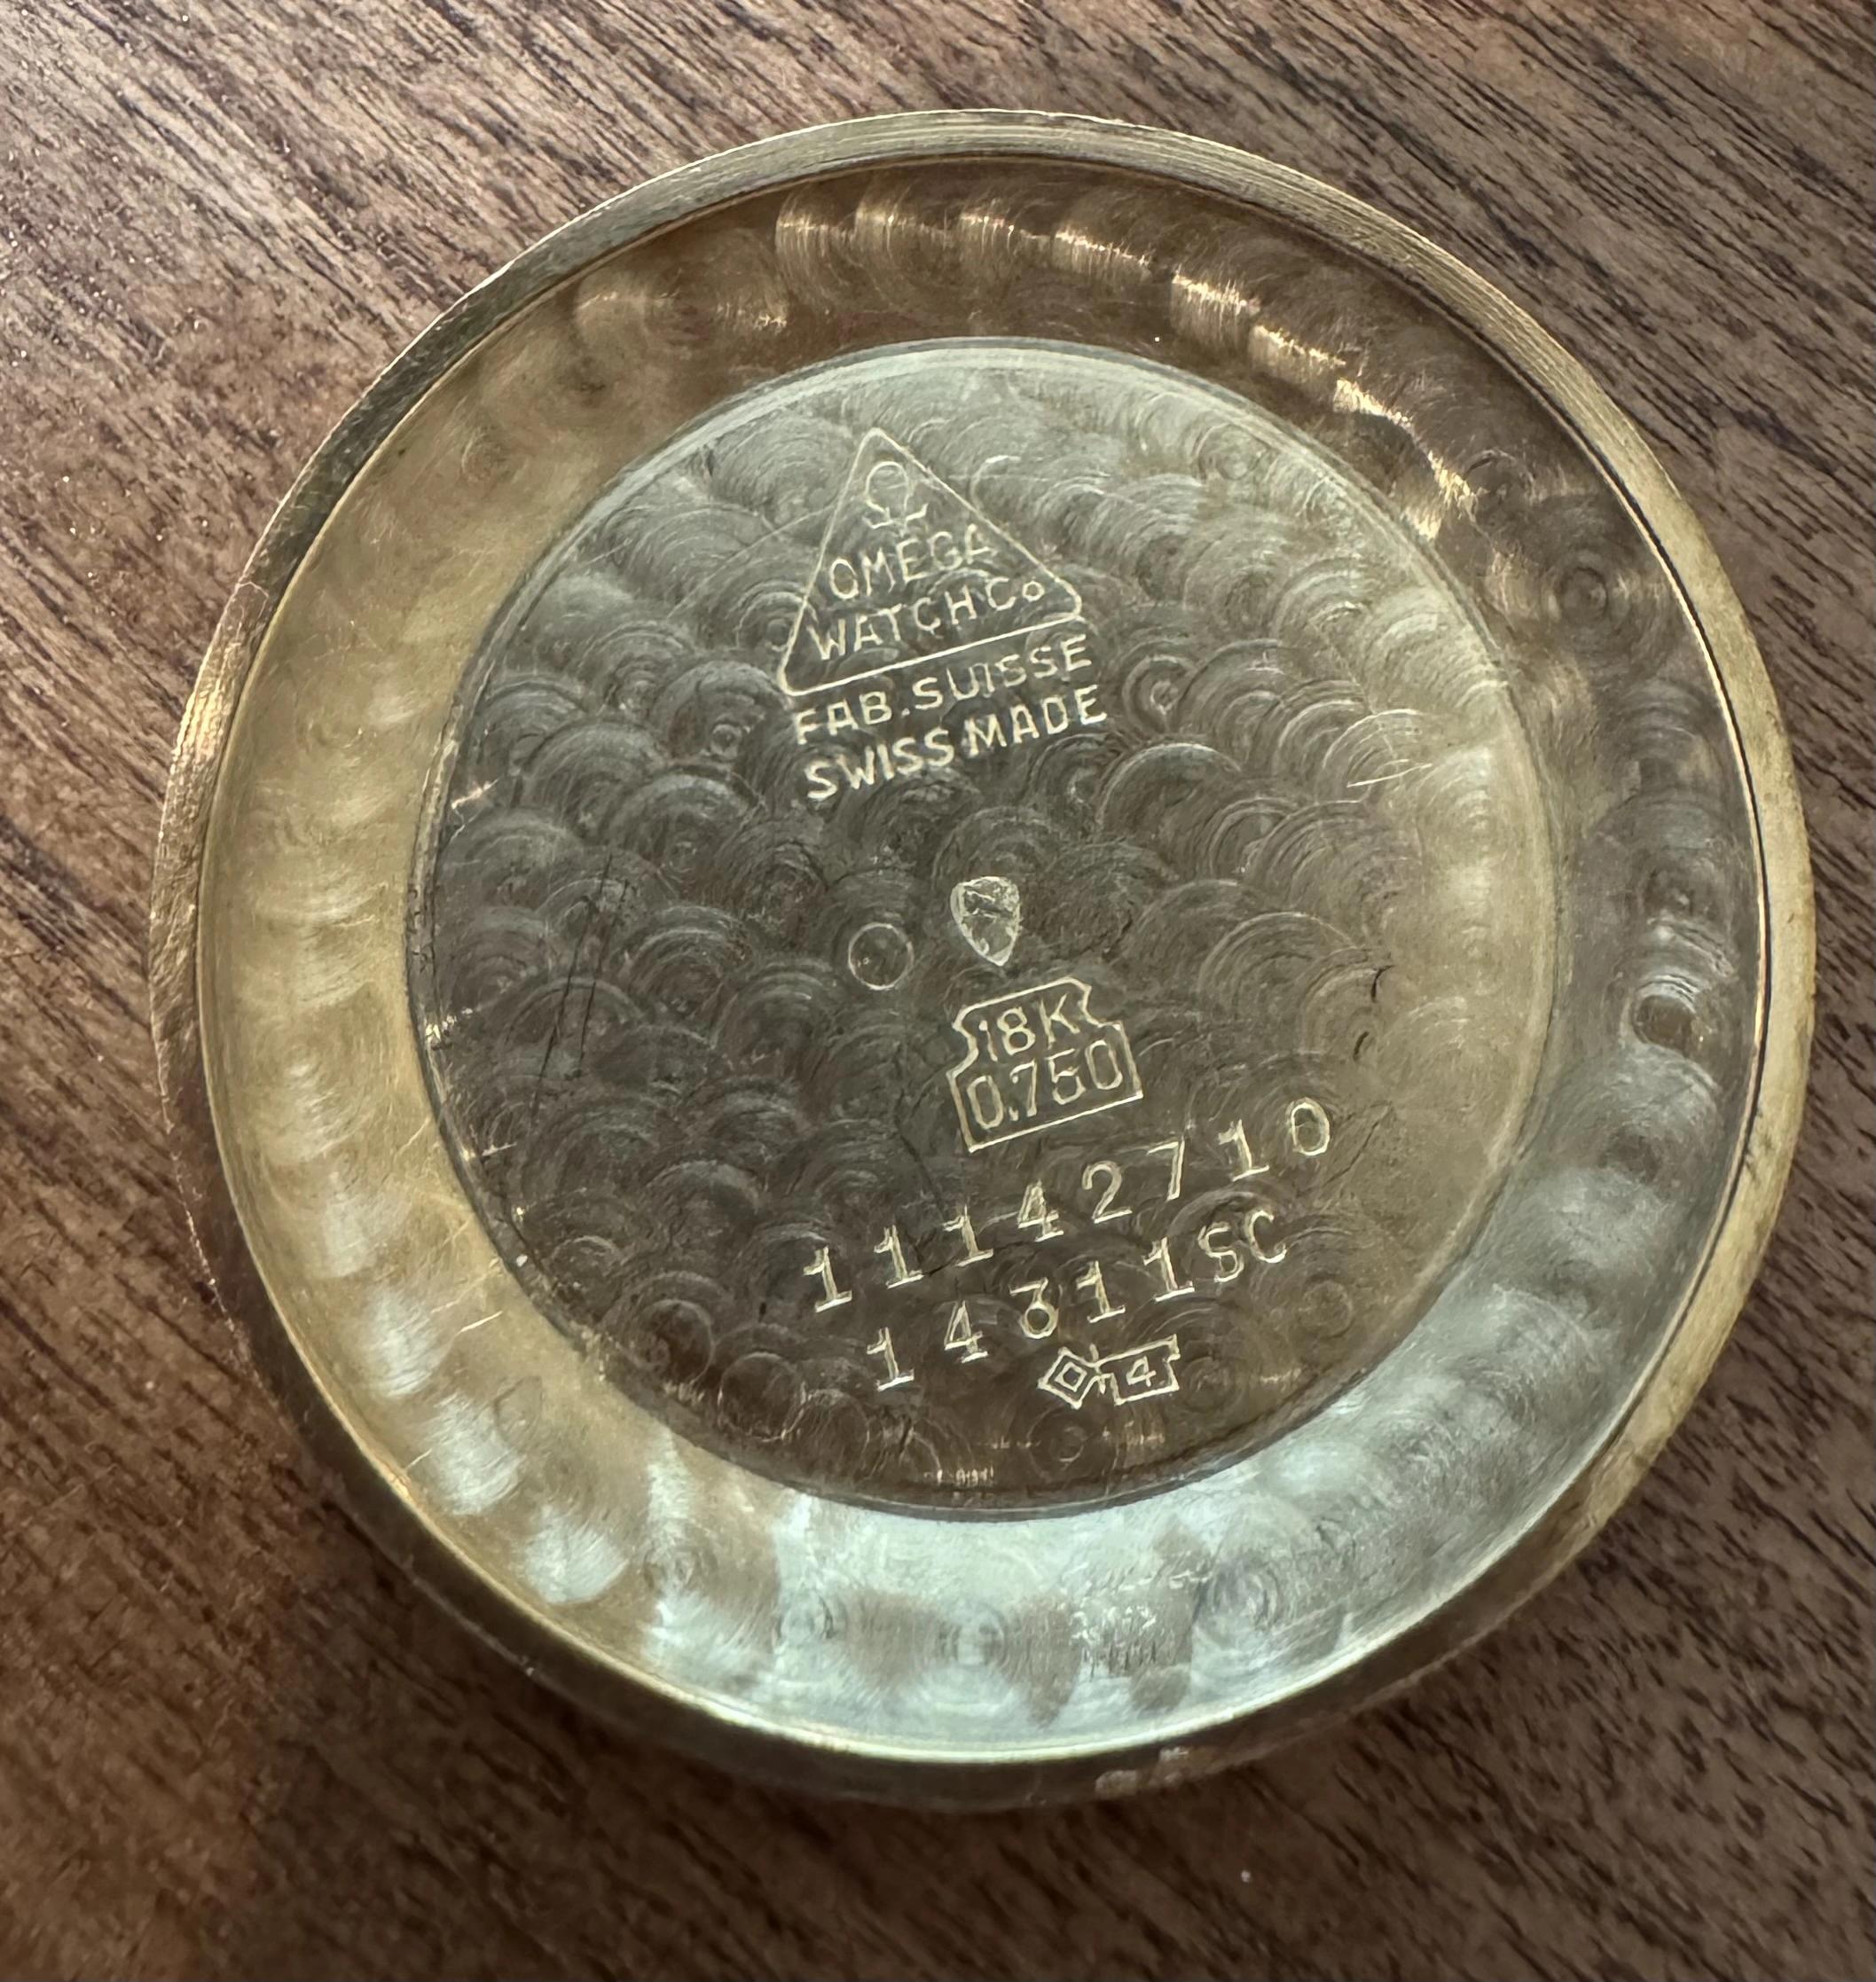 Ω
OMEGA
WATCH Co
FAB. SUISSE
SWISS MADE
18K
0.750
11142710
14311SC
4